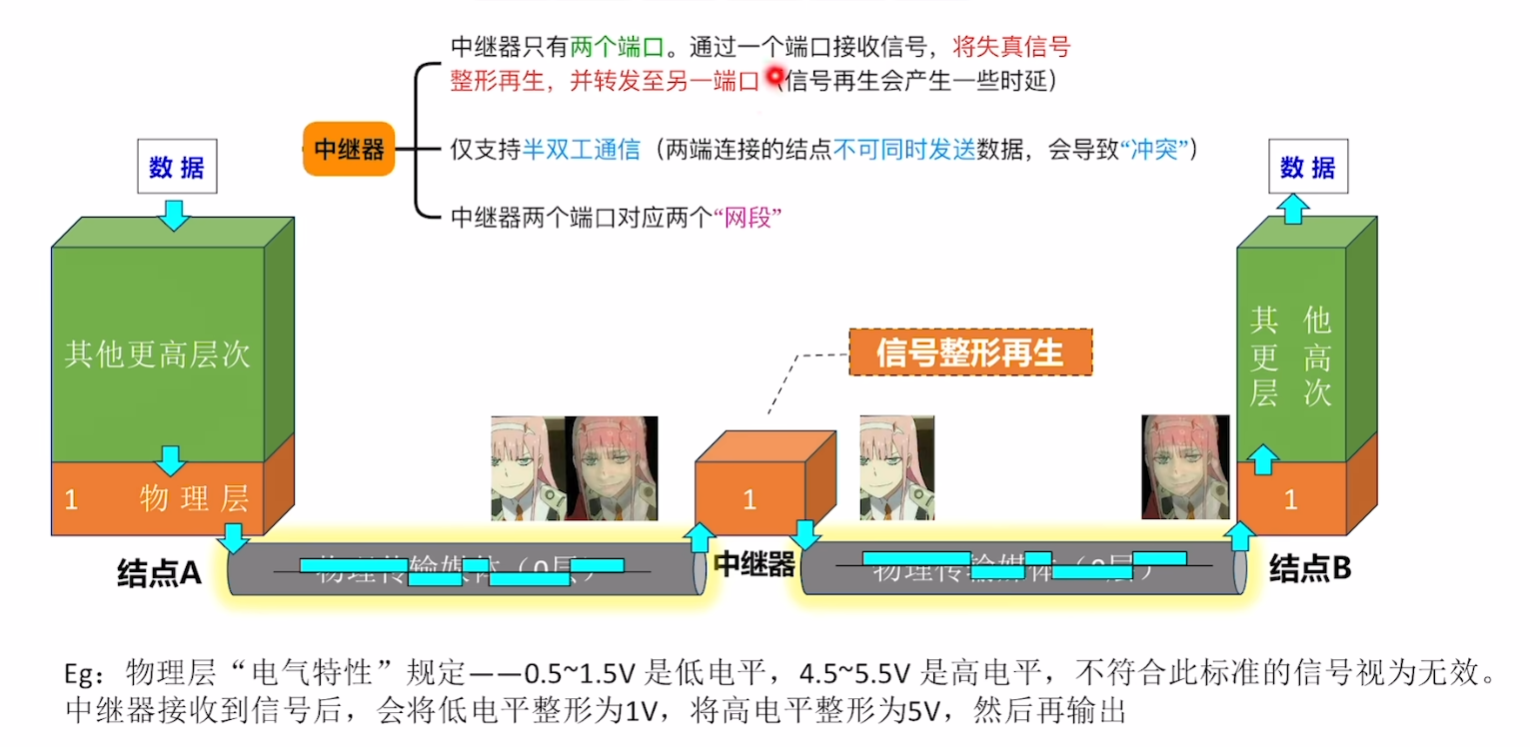 中继器只有两个端口。通过一个端口接收信号，将失真信号
整形再生，并转发至另一端口（信号再生会产生一些时延）
中继器
仅支持半双工通信（两端连接的结点不可同时发送数据，会导致“冲突”）
中继器两个端口对应两个“网段”
数据
数据
其他更高层次
其他
更高
层次
信号整形再生
1 物理层
1
1
结点A
物理传输媒体（0层）
中继器
物理传输媒体（0层）
结点B
Eg：物理层“电气特性”规定——0.5~1.5V 是低电平，4.5~5.5V 是高电平，不符合此标准的信号视为无效。
中继器接收到信号后，会将低电平整形为1V，将高电平整形为5V，然后再输出